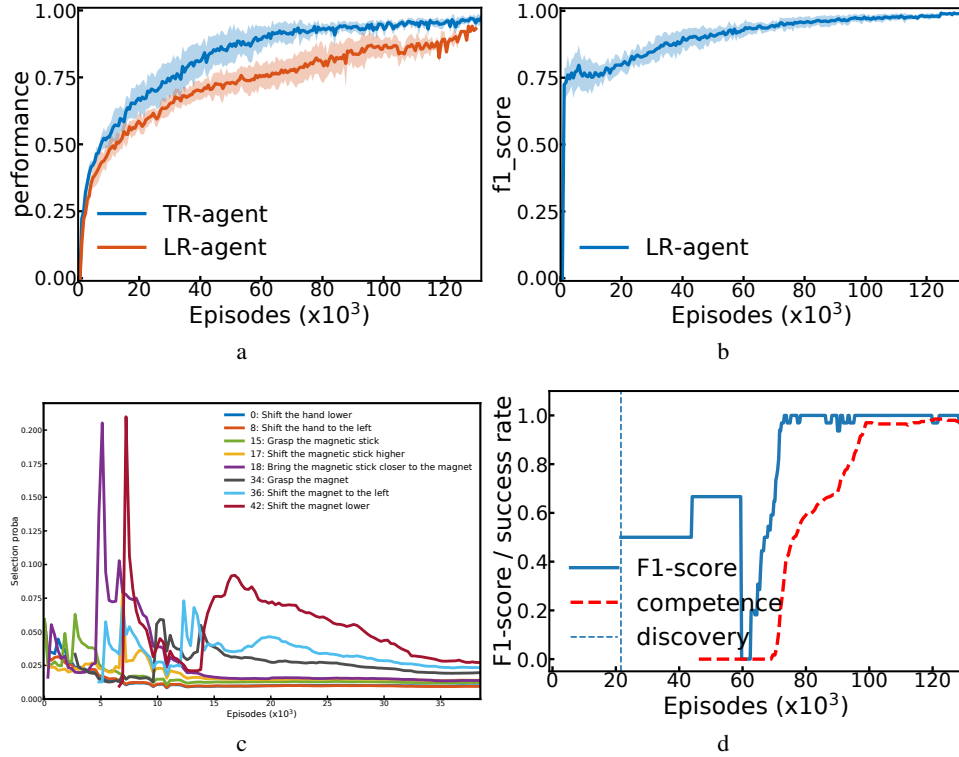 performance
1.00
0.75
0.50
0.25
0.00
TR-agent
LR-agent
0 20 40 60 80 100 120
Episodes (x10³)
a
f1_score
1.00
0.75
0.50
0.25
0.00
LR-agent
0 20 40 60 80 100 120
Episodes (x10³)
b
Selection proba
0.200
0.175
0.150
0.125
0.100
0.075
0.050
0.025
0.000
0: Shift the hand lower
8: Shift the hand to the left
15: Grasp the magnetic stick
17: Shift the magnetic stick higher
18: Bring the magnetic stick closer to the magnet
34: Grasp the magnet
36: Shift the magnet to the left
42: Shift the magnet lower
0 5 10 15 20 25 30 35
Episodes (x10³)
c
F1-score / success rate
1.0
0.8
0.6
0.4
0.2
0.0
F1-score
competence
discovery
0 20 40 60 80 100 120
Episodes (x10³)
d